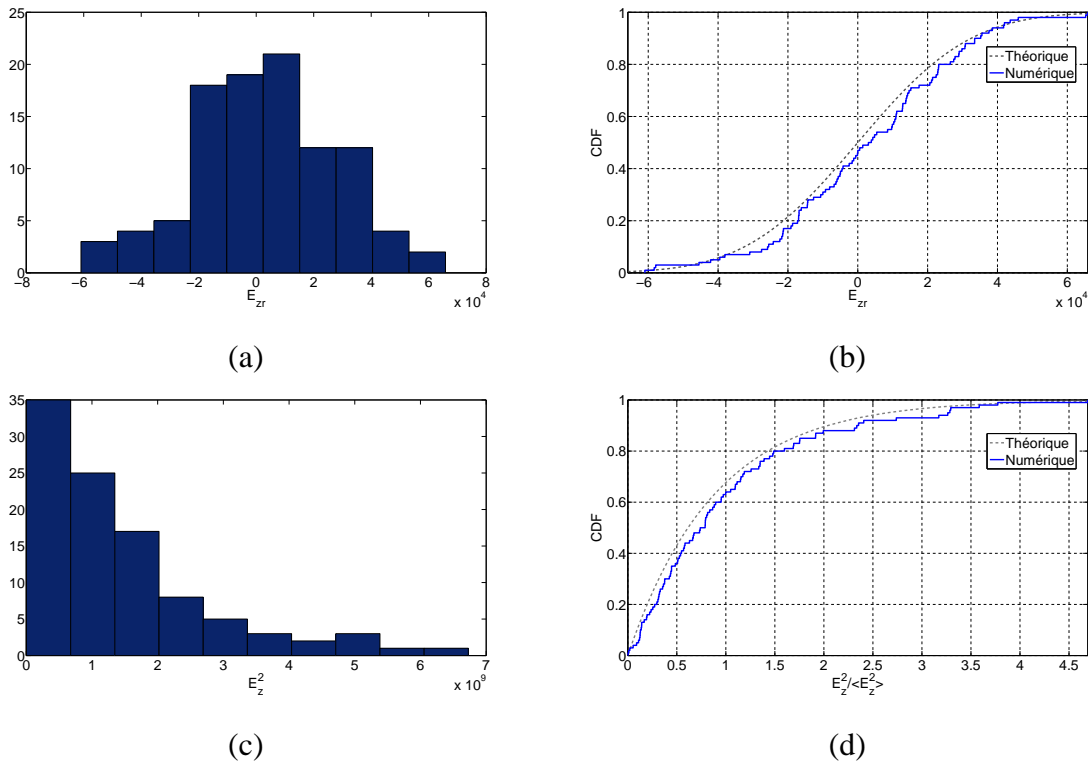 25
20
15
10
5
0
−8 −6 −4 −2 0 2 4 6 8
x 10^4
E_zr
(a)
1
0.8
0.6
0.4
0.2
0
CDF
−6 −4 −2 0 2 4 6
x 10^4
E_zr
Théorique
Numérique
(b)
35
30
25
20
15
10
5
0
0 1 2 3 4 5 6 7
x 10^9
E_z^2
(c)
1
0.8
0.6
0.4
0.2
0
CDF
0 0.5 1 1.5 2 2.5 3 3.5 4 4.5
E_z^2/<E_z^2>
Théorique
Numérique
(d)